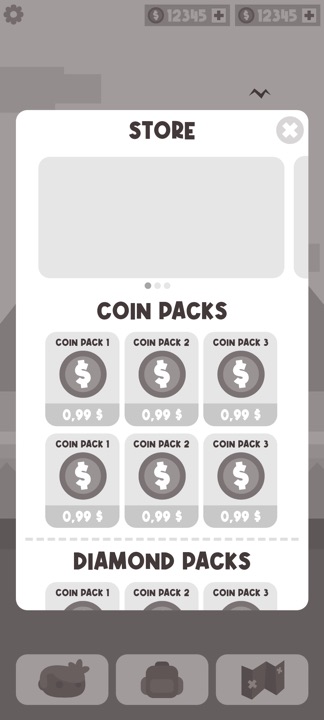 $ 12345 + $ 12345 +
STORE
COIN PACKS
COIN PACK 1 COIN PACK 2 COIN PACK 3
$ $ $
0,99 $ 0,99 $ 0,99 $
COIN PACK 1 COIN PACK 2 COIN PACK 3
$ $ $
0,99 $ 0,99 $ 0,99 $
DIAMOND PACKS
COIN PACK 1 COIN PACK 2 COIN PACK 3